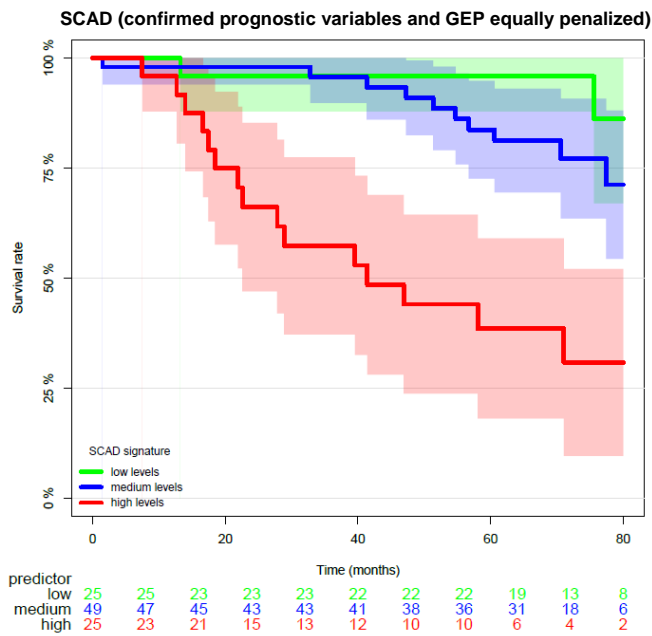 SCAD (confirmed prognostic variables and GEP equally penalized)
100 %
75 %
50 %
25 %
0 %
Survival rate
SCAD signature
low levels
medium levels
high levels
0 20 40 60 80
Time (months)
predictor
low 25 25 23 23 23 22 22 22 19 13 8
medium 49 47 45 43 43 41 38 36 31 18 6
high 25 23 21 15 13 12 10 10 6 4 2